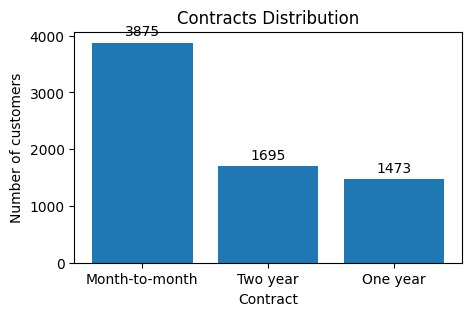 Contracts Distribution
3875
1695
1473
4000
3000
2000
1000
0
Number of customers
Month-to-month
Two year
One year
Contract